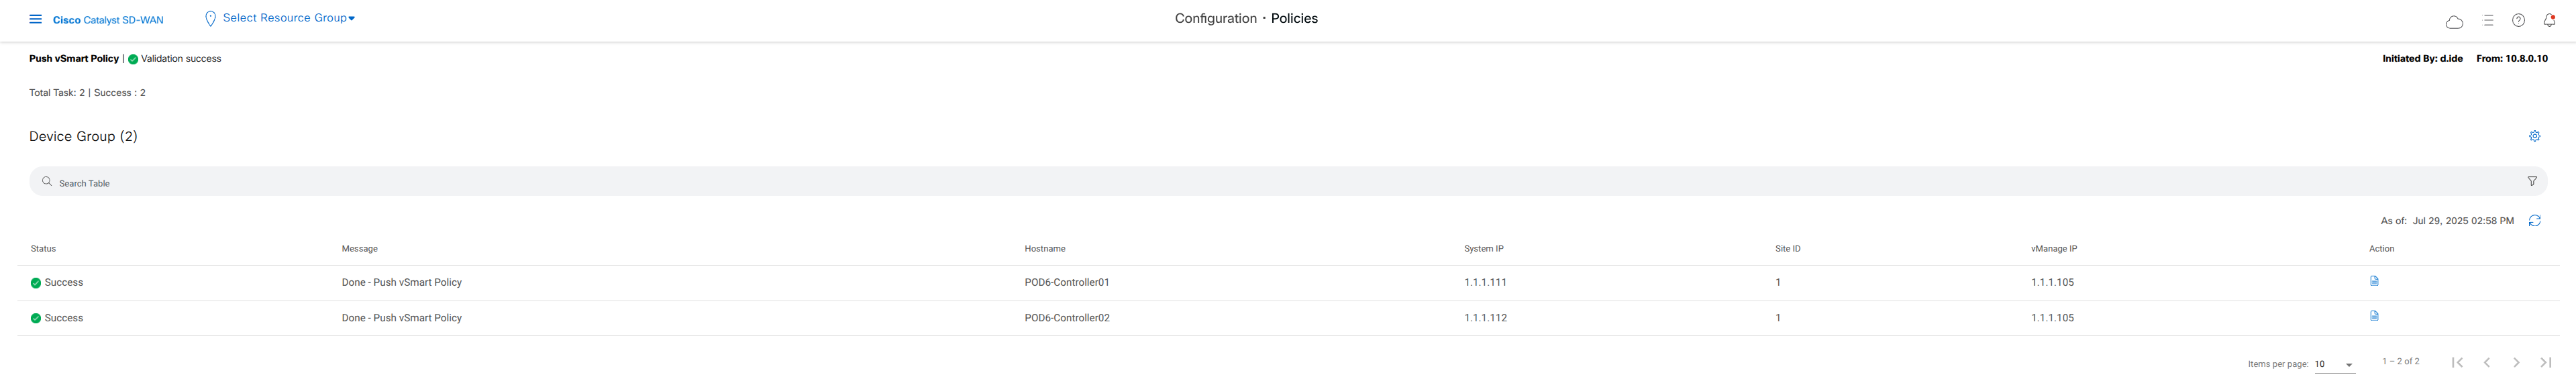 Cisco Catalyst SD-WAN Select Resource Group Configuration · Policies
Push vSmart Policy | Validation success Initiated By: d.ide From: 10.8.0.10
Total Task: 2 | Success : 2
Device Group (2)
Search Table
As of: Jul 29, 2025 02:58 PM
Status Message Hostname System IP Site ID vManage IP Action
Success Done - Push vSmart Policy POD6-Controller01 1.1.1.111 1 1.1.1.105
Success Done - Push vSmart Policy POD6-Controller02 1.1.1.112 1 1.1.1.105
Items per page: 10 1 – 2 of 2